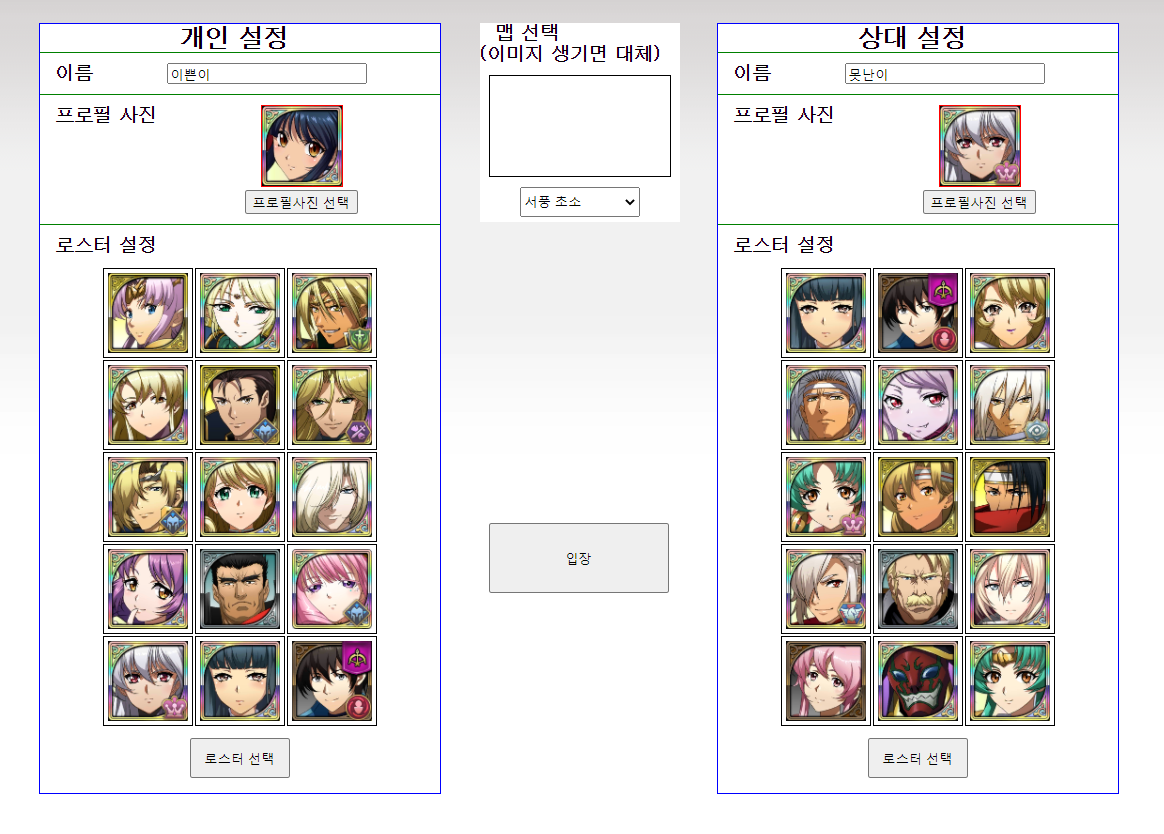 개인 설정
이름
이쁜이
프로필 사진
프로필사진 선택
로스터 설정
로스터 선택
맵 선택
(이미지 생기면 대체)
서풍 초소
입장
상대 설정
이름
못난이
프로필 사진
프로필사진 선택
로스터 설정
로스터 선택